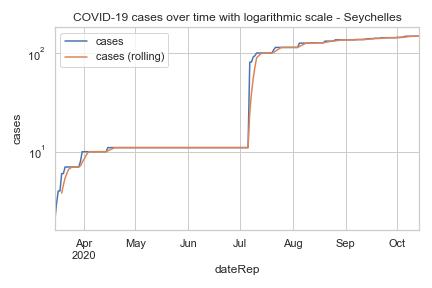 COVID-19 cases over time with logarithmic scale - Seychelles
cases
cases (rolling)
10²
10¹
cases
Apr
2020
May
Jun
Jul
Aug
Sep
Oct
dateRep